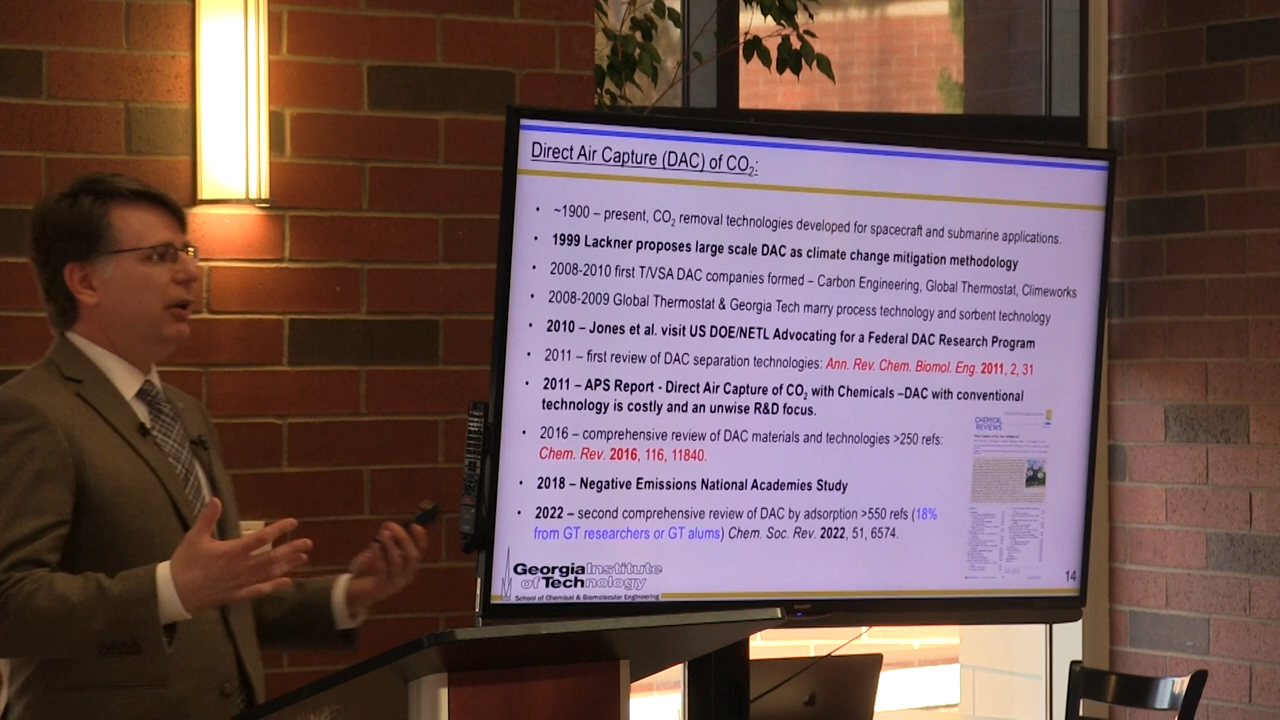 Direct Air Capture (DAC) of CO2:
• ~1900 – present, CO2 removal technologies developed for spacecraft and submarine applications.
• 1999 Lackner proposes large scale DAC as climate change mitigation methodology
• 2008-2010 first T/VSA DAC companies formed – Carbon Engineering, Global Thermostat, Climeworks
• 2008-2009 Global Thermostat & Georgia Tech marry process technology and sorbent technology
• 2010 – Jones et al. visit US DOE/NETL Advocating for a Federal DAC Research Program
• 2011 – first review of DAC separation technologies: Ann. Rev. Chem. Biomol. Eng. 2011, 2, 31
• 2011 – APS Report - Direct Air Capture of CO2 with Chemicals –DAC with conventional
technology is costly and an unwise R&D focus.
• 2016 – comprehensive review of DAC materials and technologies >250 refs:
Chem. Rev. 2016, 116, 11840.
• 2018 – Negative Emissions National Academies Study
• 2022 – second comprehensive review of DAC by adsorption >550 refs (18%
from GT researchers or GT alums) Chem. Soc. Rev. 2022, 51, 6574.
CHEMICAL
REVIEWS
Georgia Institute
of Technology
School of Chemical & Biomolecular Engineering
14